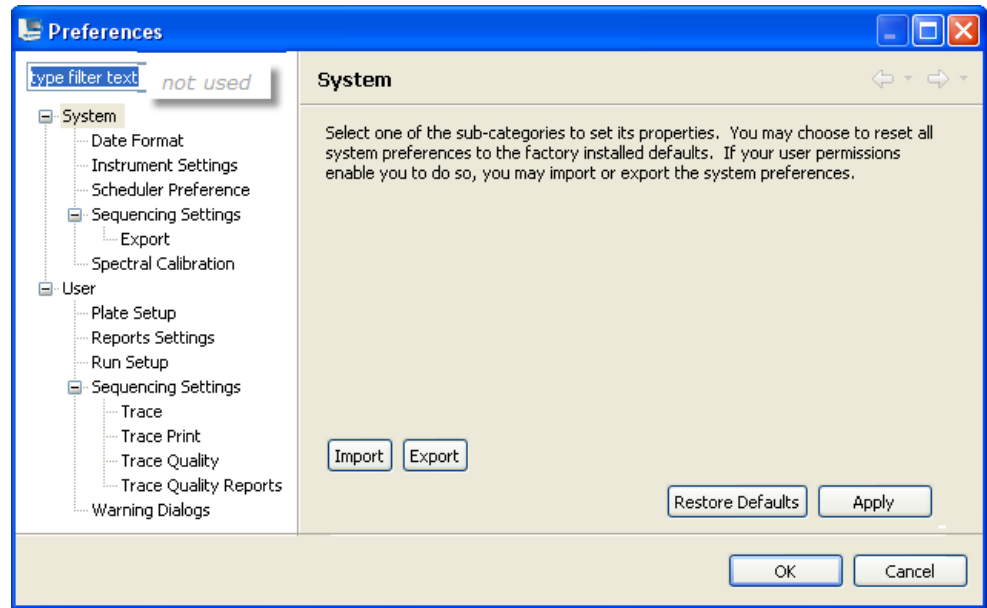 Preferences
type filter text
not used
System
Date Format
Instrument Settings
Scheduler Preference
Sequencing Settings
Export
Spectral Calibration
User
Plate Setup
Reports Settings
Run Setup
Sequencing Settings
Trace
Trace Print
Trace Quality
Trace Quality Reports
Warning Dialogs
System
Select one of the sub-categories to set its properties. You may choose to reset all
system preferences to the factory installed defaults. If your user permissions
enable you to do so, you may import or export the system preferences.
Import Export
Restore Defaults Apply
OK Cancel